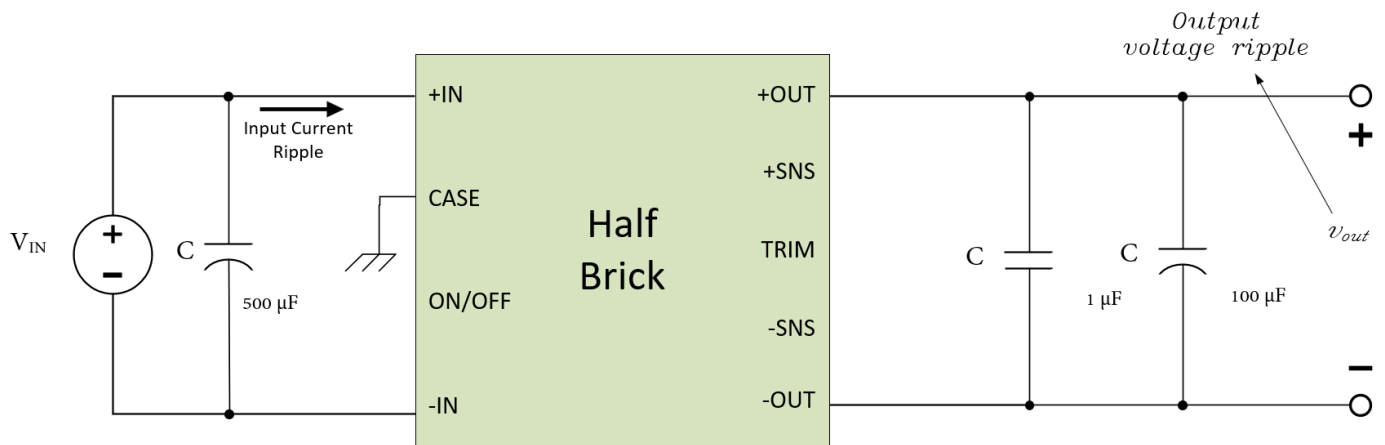 Output
voltage ripple
+IN
+OUT
Input Current
Ripple
+
+SNS
CASE
Half
Brick
V_IN
+
−
C
TRIM
C
C
v_out
500 μF
ON/OFF
1 μF
100 μF
-SNS
−
-IN
-OUT